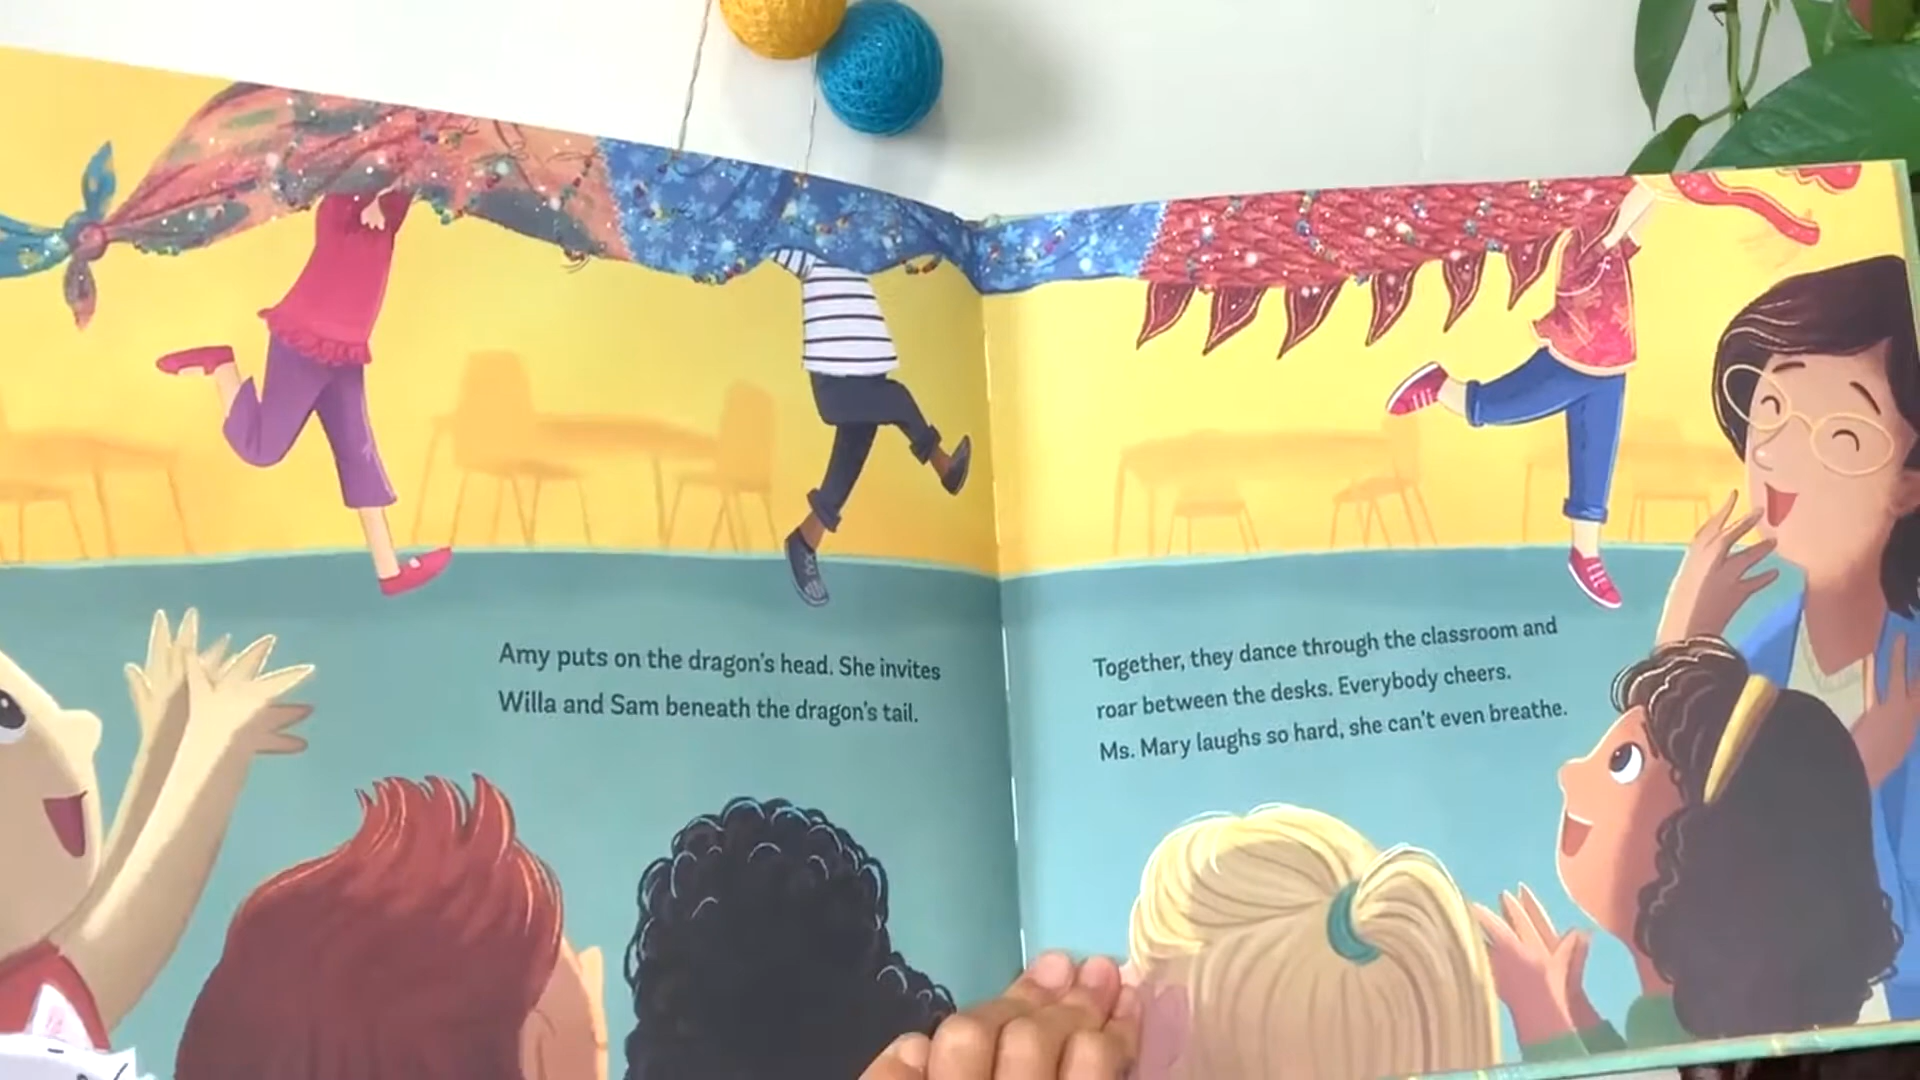 Amy puts on the dragon's head. She invites
Willa and Sam beneath the dragon's tail.
Together, they dance through the classroom and
roar between the desks. Everybody cheers.
Ms. Mary laughs so hard, she can't even breathe.